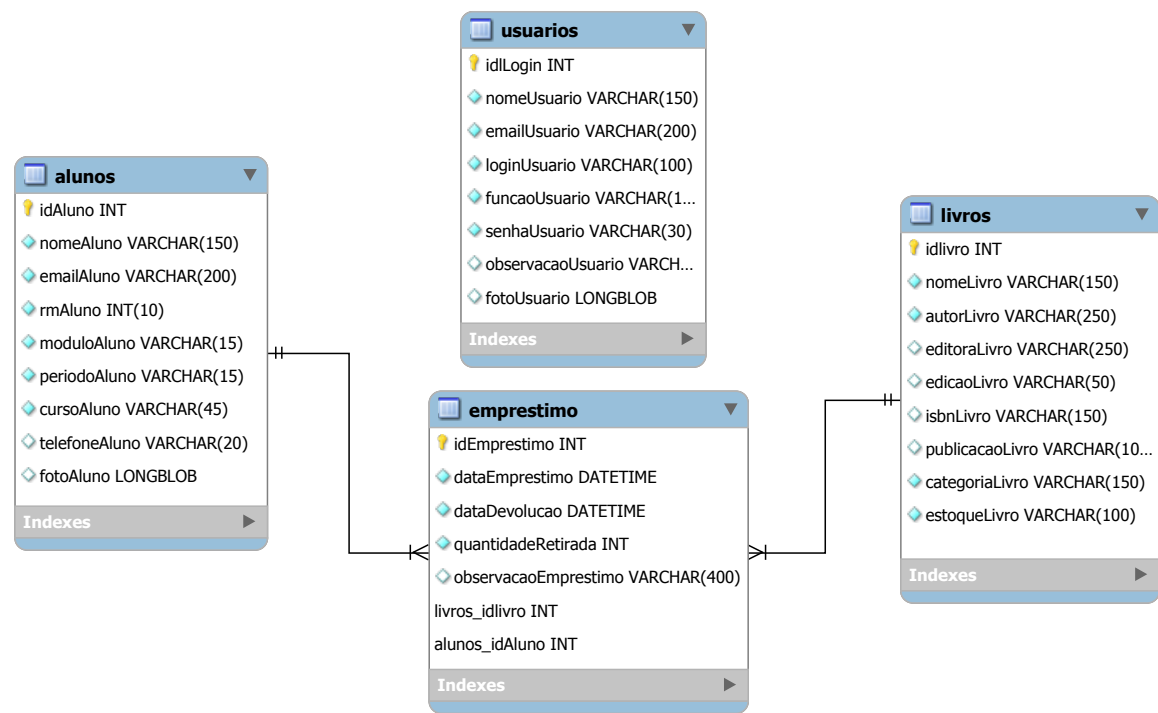 usuarios
idlLogin INT
nomeUsuario VARCHAR(150)
emailUsuario VARCHAR(200)
loginUsuario VARCHAR(100)
funcaoUsuario VARCHAR(1...
senhaUsuario VARCHAR(30)
observacaoUsuario VARCH...
fotoUsuario LONGBLOB
Indexes
alunos
idAluno INT
nomeAluno VARCHAR(150)
emailAluno VARCHAR(200)
rmAluno INT(10)
moduloAluno VARCHAR(15)
periodoAluno VARCHAR(15)
cursoAluno VARCHAR(45)
telefoneAluno VARCHAR(20)
fotoAluno LONGBLOB
Indexes
livros
idlivro INT
nomeLivro VARCHAR(150)
autorLivro VARCHAR(250)
editoraLivro VARCHAR(250)
edicaoLivro VARCHAR(50)
isbnLivro VARCHAR(150)
publicacaoLivro VARCHAR(10...
categoriaLivro VARCHAR(150)
estoqueLivro VARCHAR(100)
Indexes
emprestimo
idEmprestimo INT
dataEmprestimo DATETIME
dataDevolucao DATETIME
quantidadeRetirada INT
observacaoEmprestimo VARCHAR(400)
livros_idlivro INT
alunos_idAluno INT
Indexes